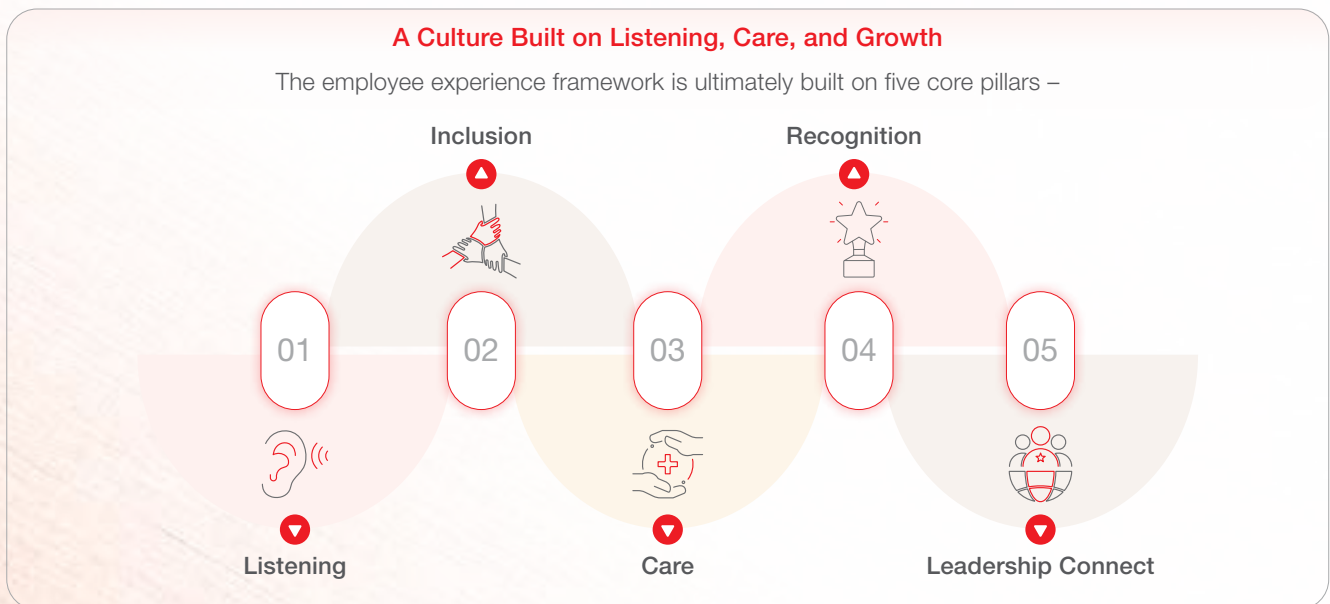 A Culture Built on Listening, Care, and Growth
The employee experience framework is ultimately built on five core pillars –
Inclusion
Recognition
01
02
03
04
05
Listening
Care
Leadership Connect